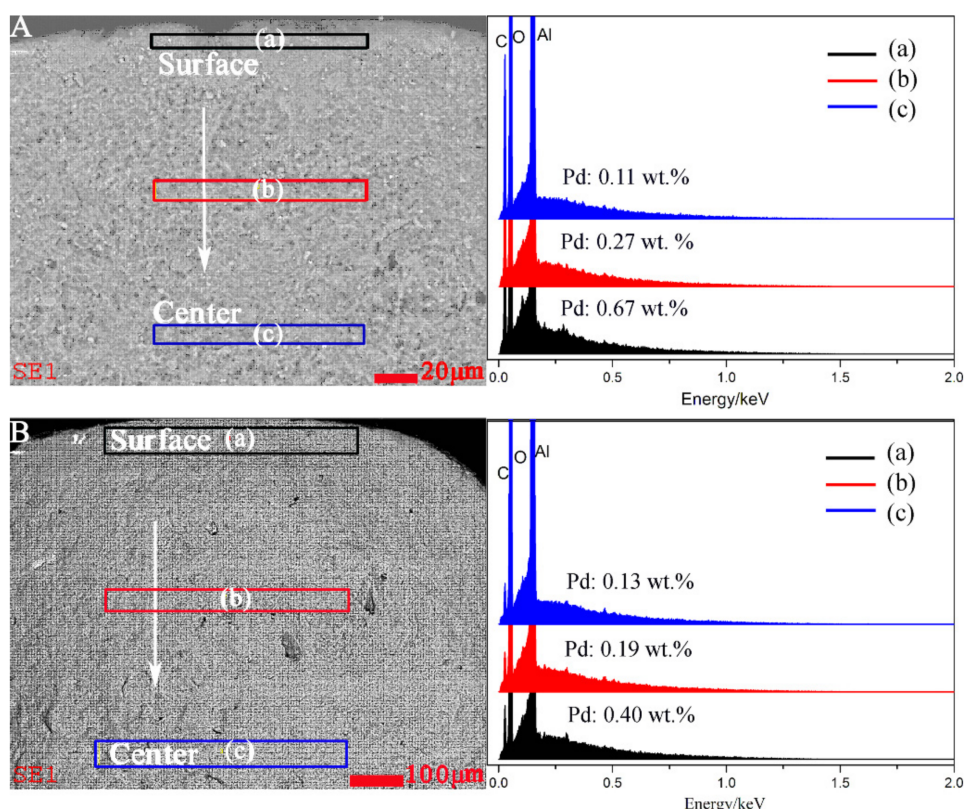 A
(a)
Surface
(b)
Center
(c)
SE1
20μm
C O Al
(a)
(b)
(c)
Pd: 0.11 wt.%
Pd: 0.27 wt. %
Pd: 0.67 wt.%
0.0 0.5 1.0 1.5 2.0
Energy/keV
B
Surface (a)
(b)
Center (c)
SE1
100μm
C O Al
(a)
(b)
(c)
Pd: 0.13 wt.%
Pd: 0.19 wt.%
Pd: 0.40 wt.%
0.0 0.5 1.0 1.5 2.0
Energy/keV